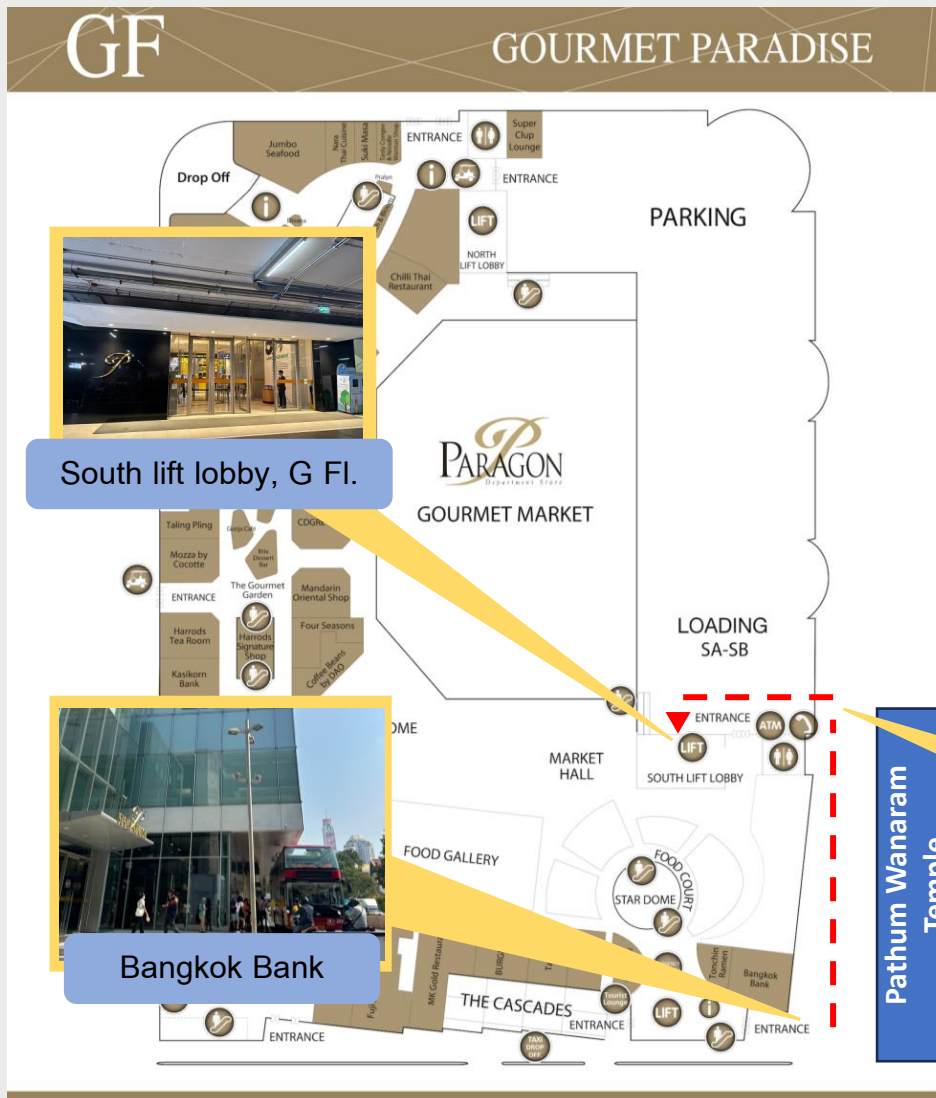 GF
GOURMET PARADISE
Jumbo
Seafood
Nara
Thai Cuisine
Suki Masa
ENTRANCE
Super
Clup
Lounge
Drop Off
Pralyn
ENTRANCE
PARKING
LIFT
NORTH
LIFT LOBBY
Chilli Thai
Restaurant
South lift lobby, G Fl.
PARAGON
Department Store
GOURMET MARKET
Taling Pling
Mozza by
Cocotte
Brix
Dessert
Bar
ENTRANCE
The Gourmet
Garden
Mandarin
Oriental Shop
Harrods
Tea Room
Harrods
Signature
Shop
Four Seasons
Coffee Beans
by DAO
Kasikorn
Bank
LOADING
SA-SB
ENTRANCE
ATM
LIFT
SOUTH LIFT LOBBY
MARKET
HALL
OME
FOOD GALLERY
FOOD COURT
STAR DOME
Pathum Wanaram
Temple
Bangkok Bank
MK Gold Restaura
BURG
Tonchin
Ramen
Bangkok
Bank
THE CASCADES
Tourist
Lounge
LIFT
ENTRANCE
ENTRANCE
ENTRANCE
TAXI
DROP
OFF